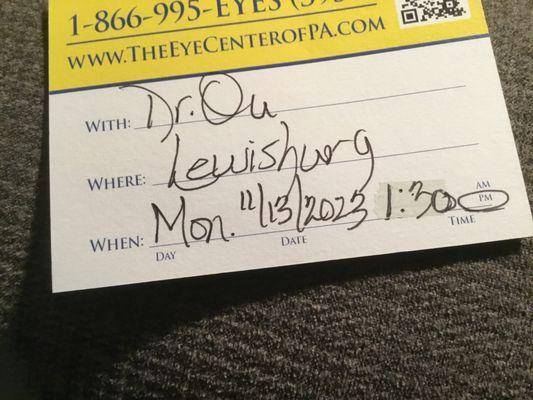 1-866-995-EYES (393
www.TheEyeCenterofPA.com
With: Dr. Ou
Where: Lewisburg
When: Mon. 11/13/2023 1:30 AM PM
Day Date Time